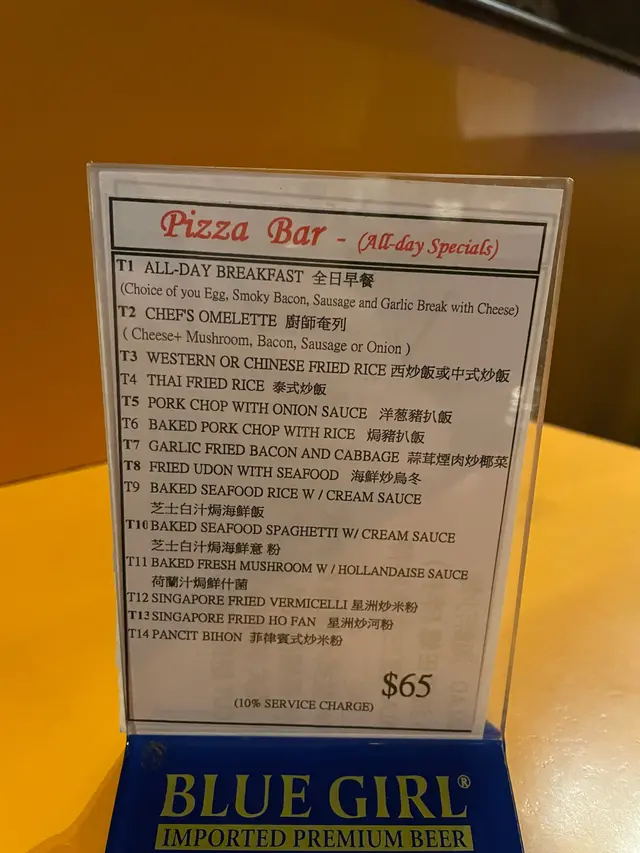 Pizza Bar - (All-day Specials)
T1 ALL-DAY BREAKFAST 全日早餐
(Choice of you Egg, Smoky Bacon, Sausage and Garlic Break with Cheese)
T2 CHEF'S OMELETTE 廚師奄列
( Cheese+ Mushroom, Bacon, Sausage or Onion )
T3 WESTERN OR CHINESE FRIED RICE 西炒飯或中式炒飯
T4 THAI FRIED RICE 泰式炒飯
T5 PORK CHOP WITH ONION SAUCE 洋葱豬扒飯
T6 BAKED PORK CHOP WITH RICE 焗豬扒飯
T7 GARLIC FRIED BACON AND CABBAGE 蒜茸煙肉炒椰菜
T8 FRIED UDON WITH SEAFOOD 海鮮炒烏冬
T9 BAKED SEAFOOD RICE W / CREAM SAUCE
芝士白汁焗海鮮飯
T10 BAKED SEAFOOD SPAGHETTI W/ CREAM SAUCE
芝士白汁焗海鮮意 粉
T11 BAKED FRESH MUSHROOM W / HOLLANDAISE SAUCE
荷蘭汁焗鮮什菌
T12 SINGAPORE FRIED VERMICELLI 星洲炒米粉
T13 SINGAPORE FRIED HO FAN 星洲炒河粉
T14 PANCIT BIHON 菲律賓式炒米粉
$65
(10% SERVICE CHARGE)
BLUE GIRL®
IMPORTED PREMIUM BEER